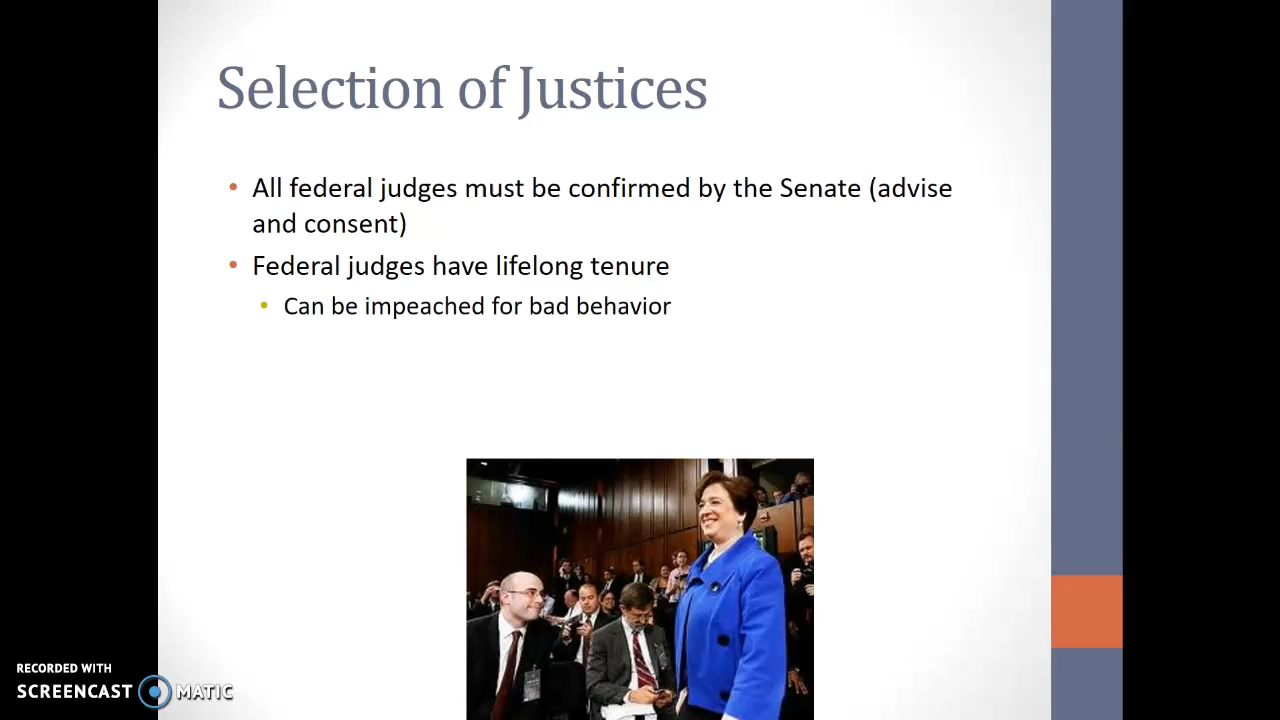 Selection of Justices
• All federal judges must be confirmed by the Senate (advise
and consent)
• Federal judges have lifelong tenure
• Can be impeached for bad behavior
RECORDED WITH
SCREENCAST MATIC